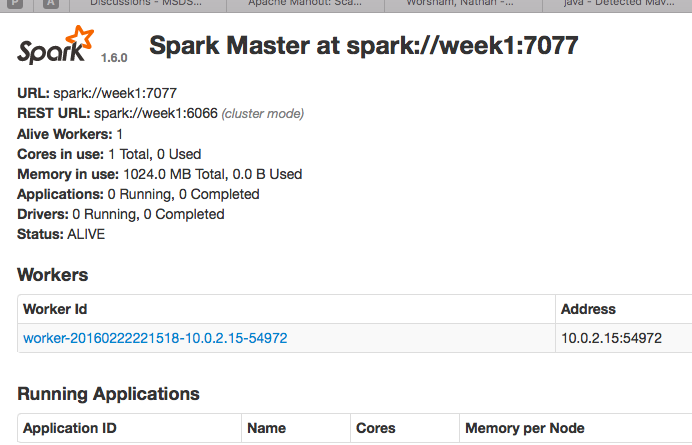 P A Discussions - MSDS... Apache Mahout: Sca... Worsham, Nathan -... java - Detected Mav...
Spark 1.6.0 Spark Master at spark://week1:7077
URL: spark://week1:7077
REST URL: spark://week1:6066 (cluster mode)
Alive Workers: 1
Cores in use: 1 Total, 0 Used
Memory in use: 1024.0 MB Total, 0.0 B Used
Applications: 0 Running, 0 Completed
Drivers: 0 Running, 0 Completed
Status: ALIVE
Workers
Worker Id Address
worker-20160222221518-10.0.2.15-54972 10.0.2.15:54972
Running Applications
Application ID Name Cores Memory per Node